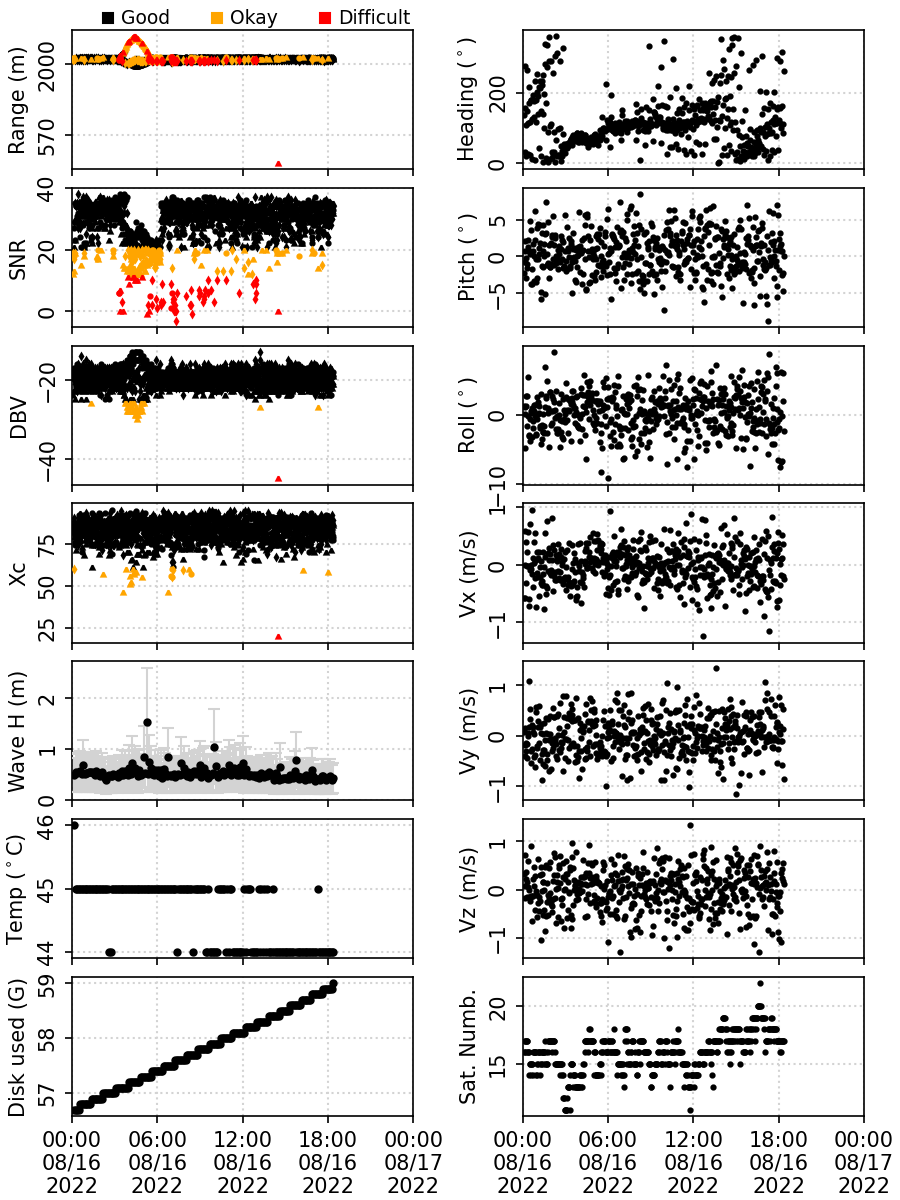 Good Okay Difficult
Range (m)
2000
570
Heading (°)
200
0
SNR
40
20
0
Pitch (°)
5
0
−5
DBV
−20
−40
Roll (°)
0
−10
Xc
75
50
25
Vx (m/s)
1
0
−1
Wave H (m)
2
1
0
Vy (m/s)
1
0
−1
Temp (°C)
46
45
44
Vz (m/s)
1
0
−1
Disk used (G)
59
58
57
Sat. Numb.
20
15
00:00 06:00 12:00 18:00 00:00
08/16 08/16 08/16 08/16 08/17
2022 2022 2022 2022 2022
00:00 06:00 12:00 18:00 00:00
08/16 08/16 08/16 08/16 08/17
2022 2022 2022 2022 2022